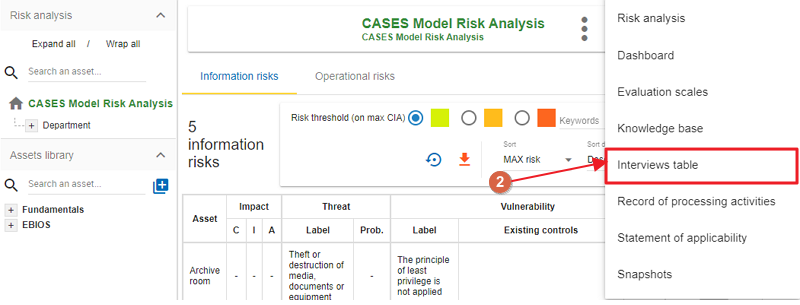 Risk analysis
Expand all / Wrap all
Search an asset...
CASES Model Risk Analysis
+ Department
Assets library
Search an asset...
+ Fundamentals
+ EBIOS
CASES Model Risk Analysis
CASES Model Risk Analysis
Information risks
Operational risks
5
information
risks
Risk threshold (on max CIA)
Keywords
Sort
MAX risk
Sort d
Des
2
Asset
Impact
Threat
Vulnerability
C
I
A
Label
Prob.
Label
Existing controls
Archive
room
-
-
-
Theft or
destruction of
media,
documents or
equipment
-
The principle
of least
privilege is
not applied
Risk analysis
Dashboard
Evaluation scales
Knowledge base
Interviews table
Record of processing activities
Statement of applicability
Snapshots